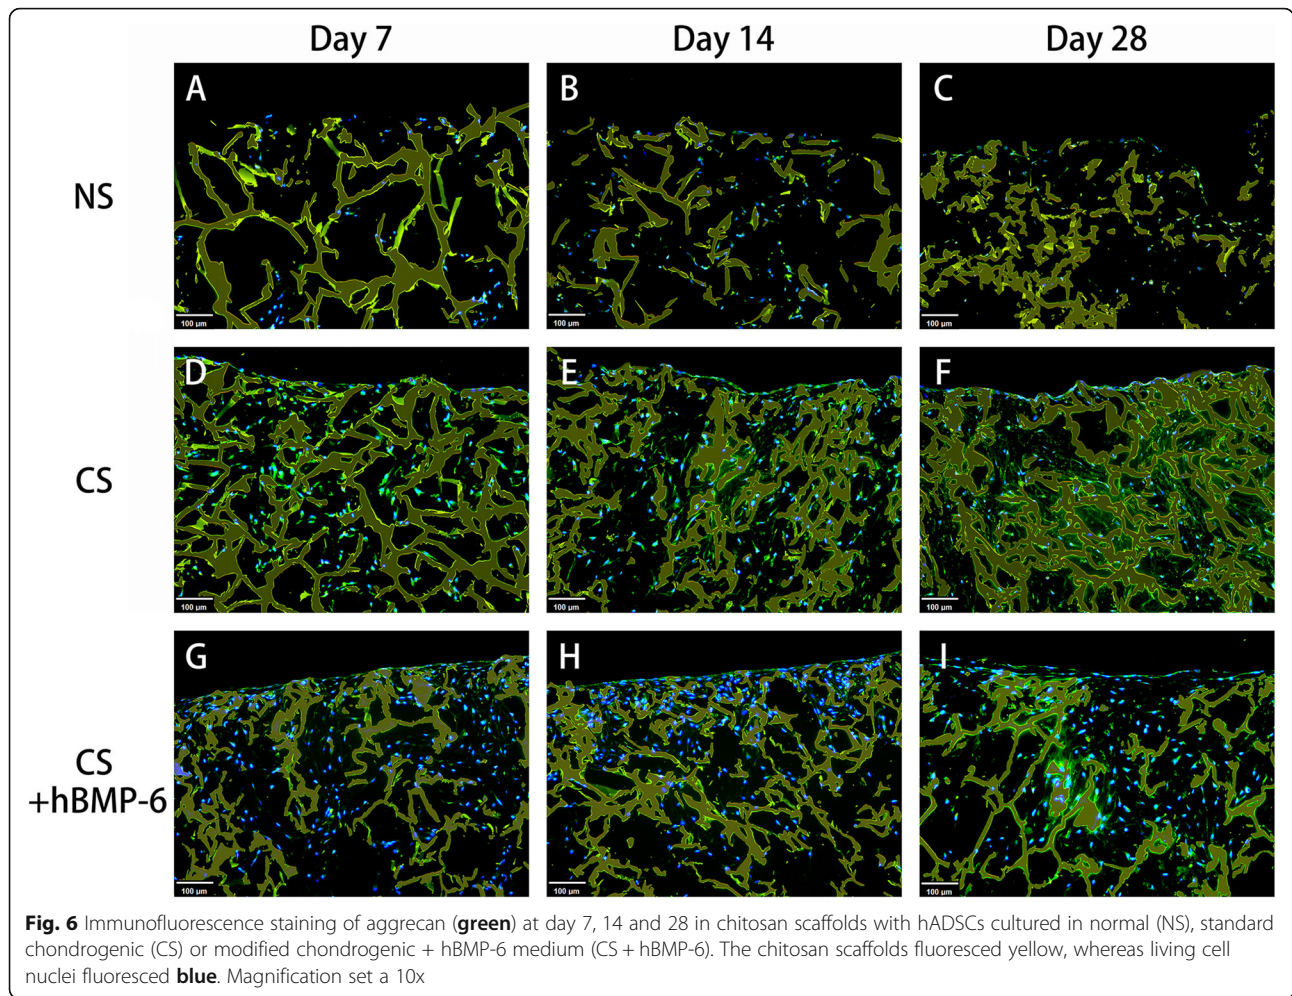 Day 7 Day 14 Day 28
NS
A B C
100 µm 100 µm 100 µm
CS
D E F
100 µm 100 µm 100 µm
CS
+hBMP-6
G H I
100 µm 100 µm 100 µm
Fig. 6 Immunofluorescence staining of aggrecan (green) at day 7, 14 and 28 in chitosan scaffolds with hADSCs cultured in normal (NS), standard
chondrogenic (CS) or modified chondrogenic + hBMP-6 medium (CS + hBMP-6). The chitosan scaffolds fluoresced yellow, whereas living cell
nuclei fluoresced blue. Magnification set a 10x